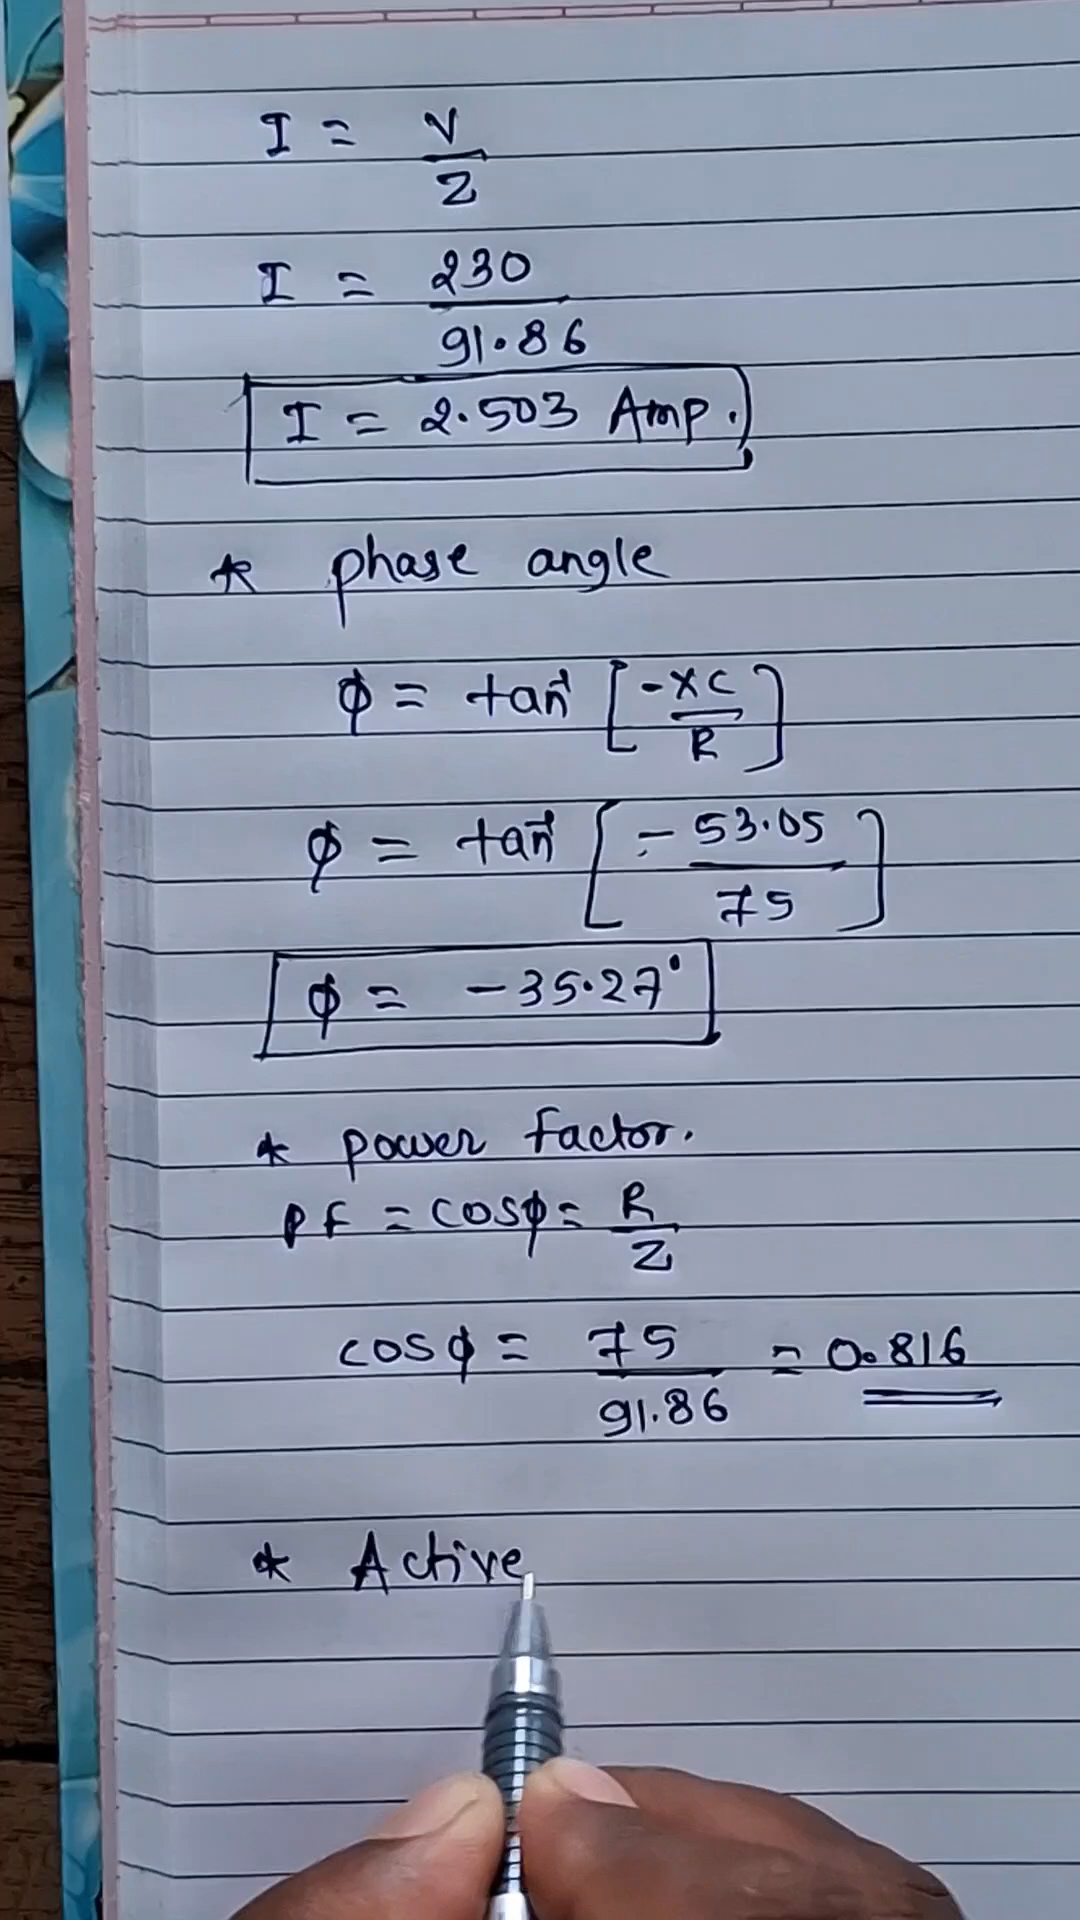 I = V/Z
I = 230/91.86
I = 2.503 Amp.
* phase angle
φ = tan⁻¹ [-XC/R]
φ = tan⁻¹ [-53.05/75]
φ = -35.27°
* power factor.
PF = cosφ = R/Z
cosφ = 75/91.86 = 0.816
* Active